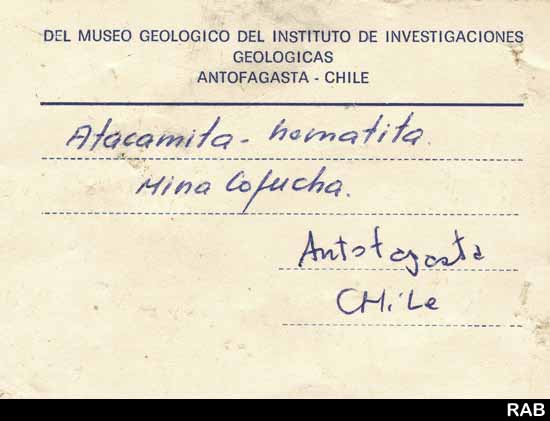 DEL MUSEO GEOLOGICO DEL INSTITUTO DE INVESTIGACIONES
GEOLOGICAS
ANTOFAGASTA - CHILE
Atacamita - hematita.
Mina Cofucha.
Antofagasta
CHile
RAB